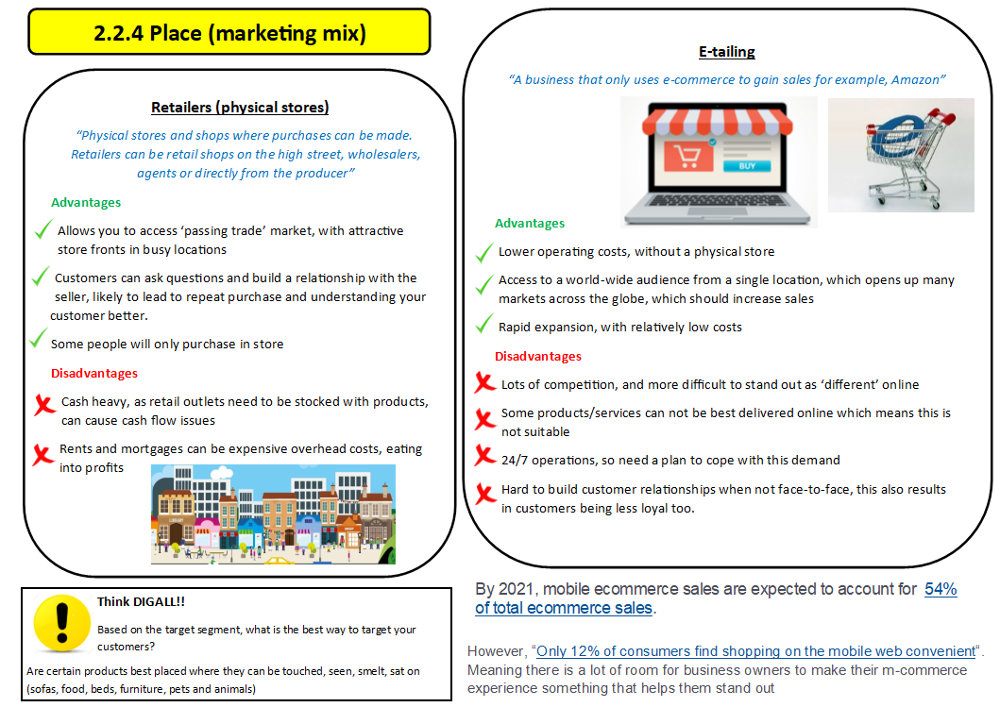 2.2.4 Place (marketing mix)
Retailers (physical stores)
“Physical stores and shops where purchases can be made.
Retailers can be retail shops on the high street, wholesalers,
agents or directly from the producer”
Advantages
Allows you to access ‘passing trade’ market, with attractive
store fronts in busy locations
Customers can ask questions and build a relationship with the
seller, likely to lead to repeat purchase and understanding your
customer better.
Some people will only purchase in store
Disadvantages
Cash heavy, as retail outlets need to be stocked with products,
can cause cash flow issues
Rents and mortgages can be expensive overhead costs, eating
into profits
LIBRARY
Think DIGALL!!
Based on the target segment, what is the best way to target your
customers?
Are certain products best placed where they can be touched, seen, smelt, sat on
(sofas, food, beds, furniture, pets and animals)
E-tailing
“A business that only uses e-commerce to gain sales for example, Amazon”
BUY
Advantages
Lower operating costs, without a physical store
Access to a world-wide audience from a single location, which opens up many
markets across the globe, which should increase sales
Rapid expansion, with relatively low costs
Disadvantages
Lots of competition, and more difficult to stand out as ‘different’ online
Some products/services can not be best delivered online which means this is
not suitable
24/7 operations, so need a plan to cope with this demand
Hard to build customer relationships when not face-to-face, this also results
in customers being less loyal too.
By 2021, mobile ecommerce sales are expected to account for 54%
of total ecommerce sales.
However, “Only 12% of consumers find shopping on the mobile web convenient“.
Meaning there is a lot of room for business owners to make their m-commerce
experience something that helps them stand out